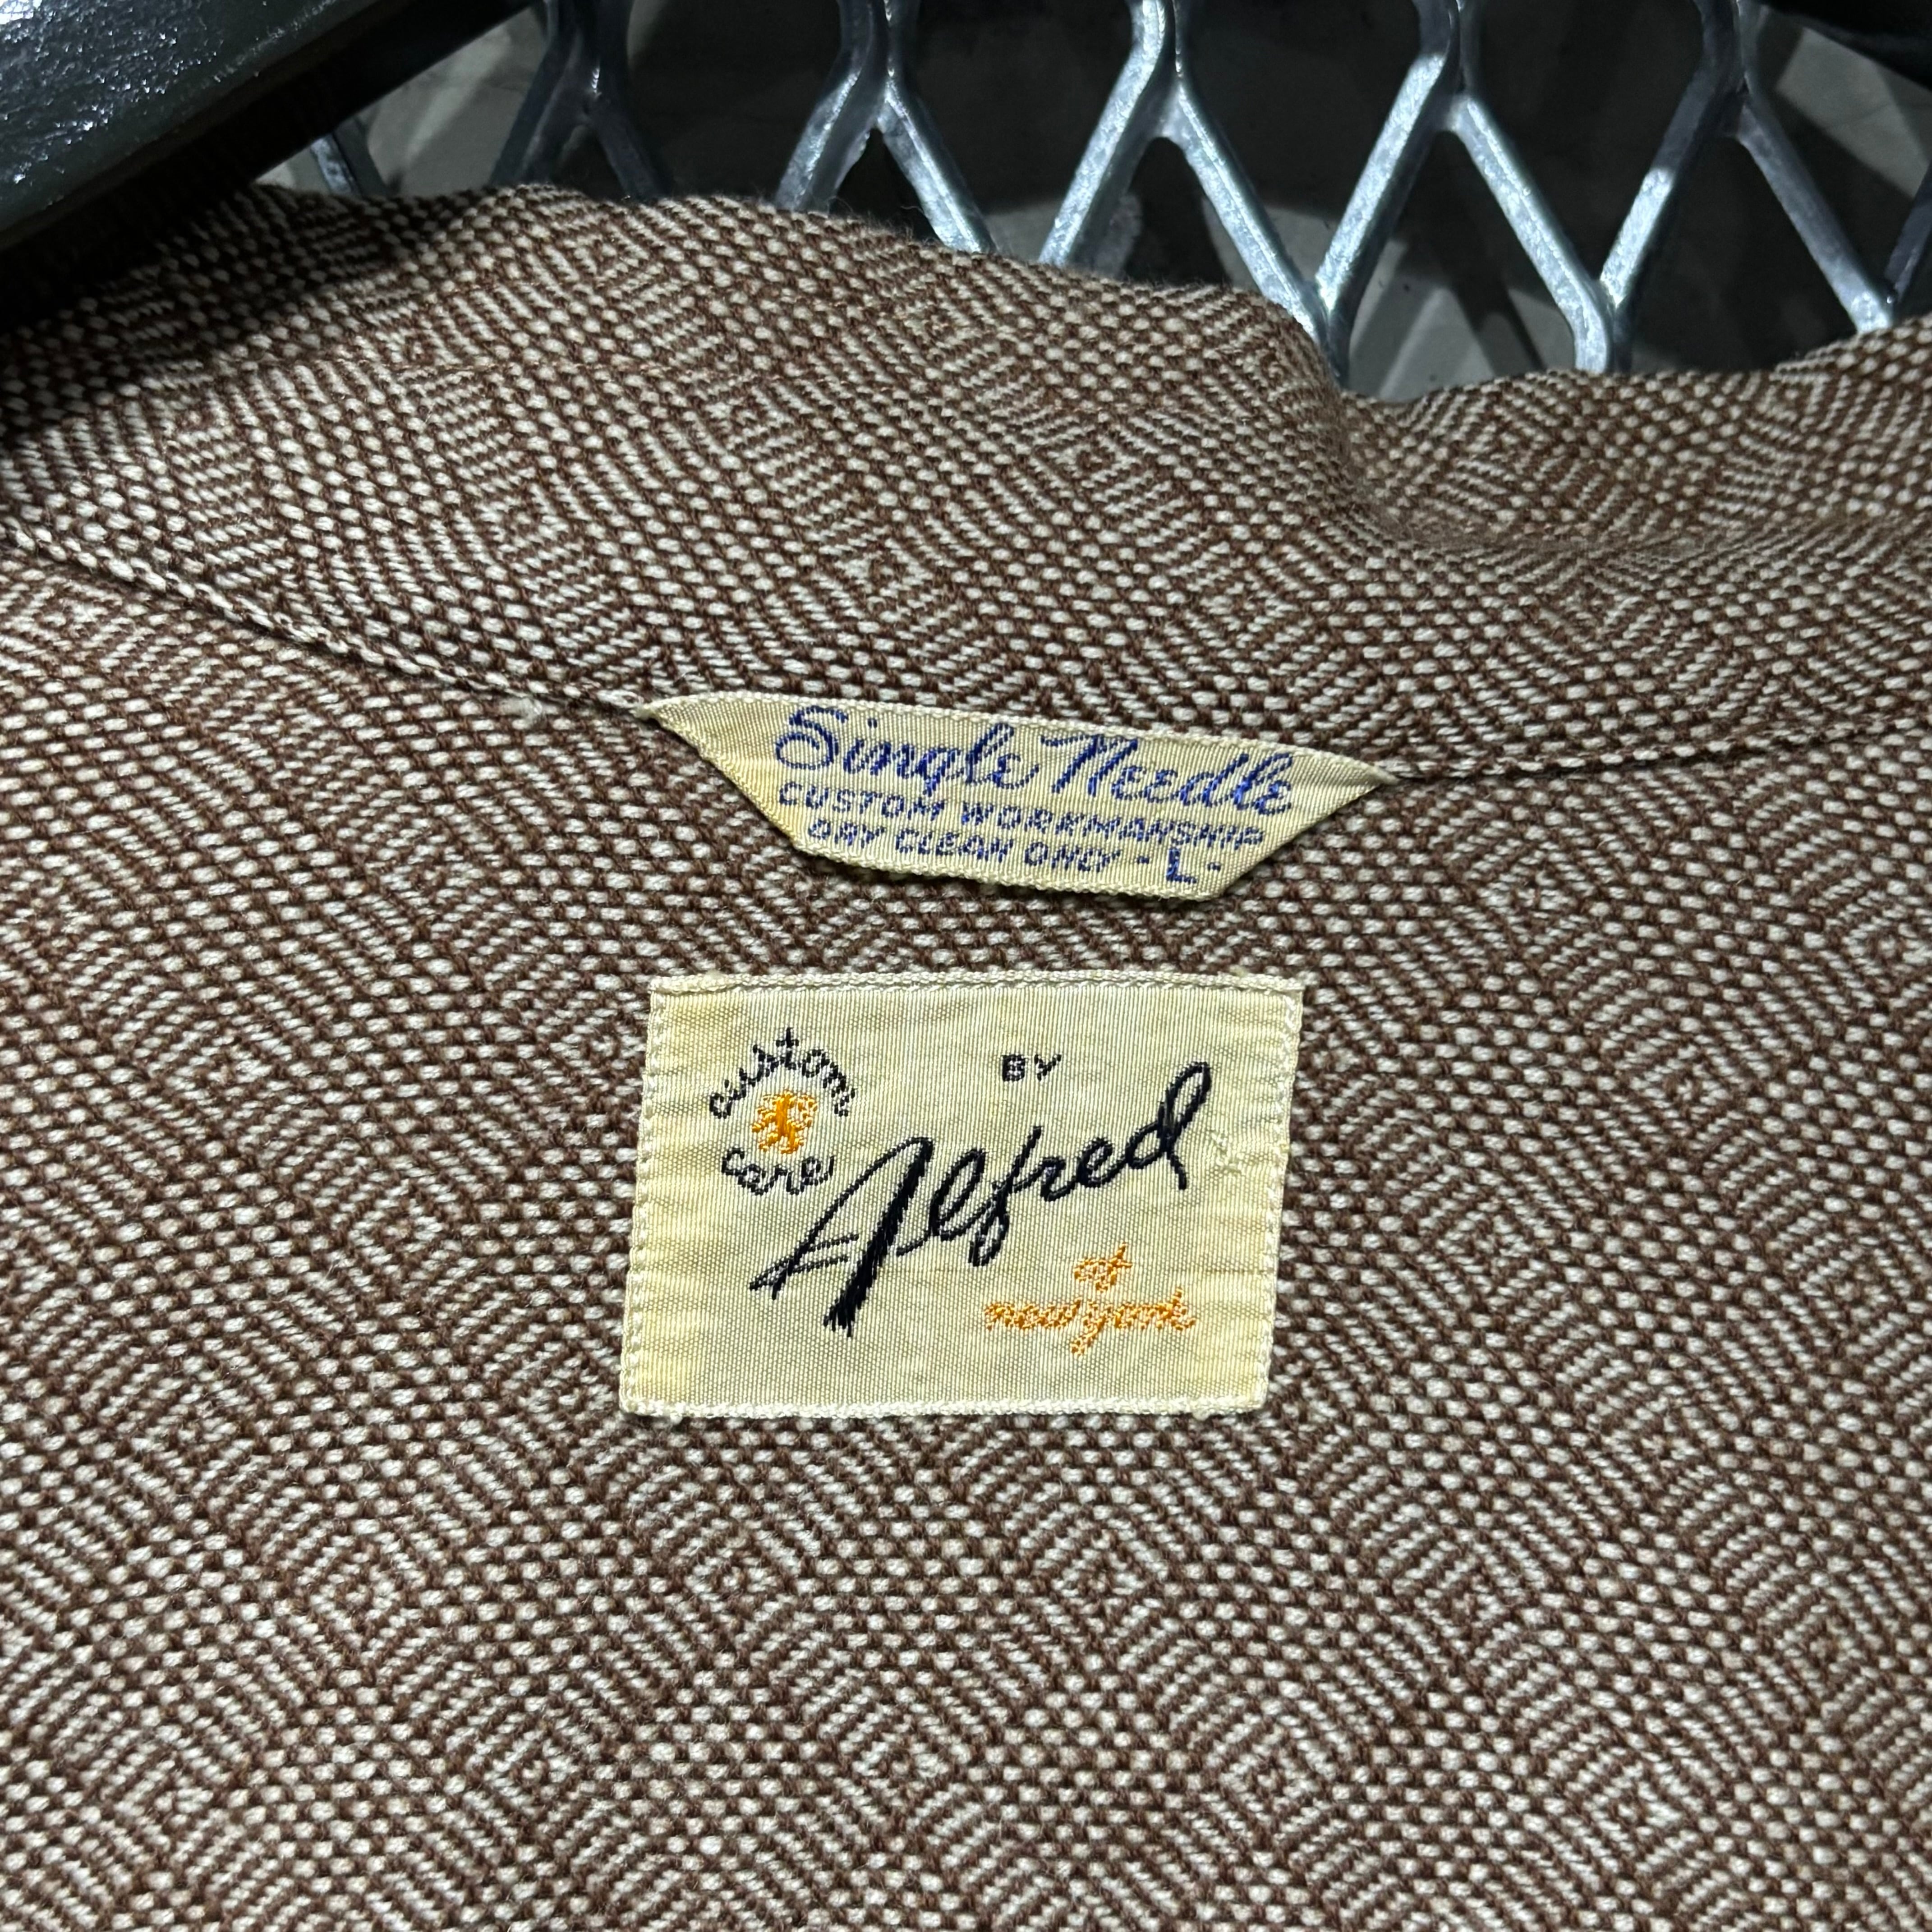 Single Needle
CUSTOM WORKMANSHIP
DRY CLEAN ONLY - L -
custom
care
BY
Alfred
of
new york